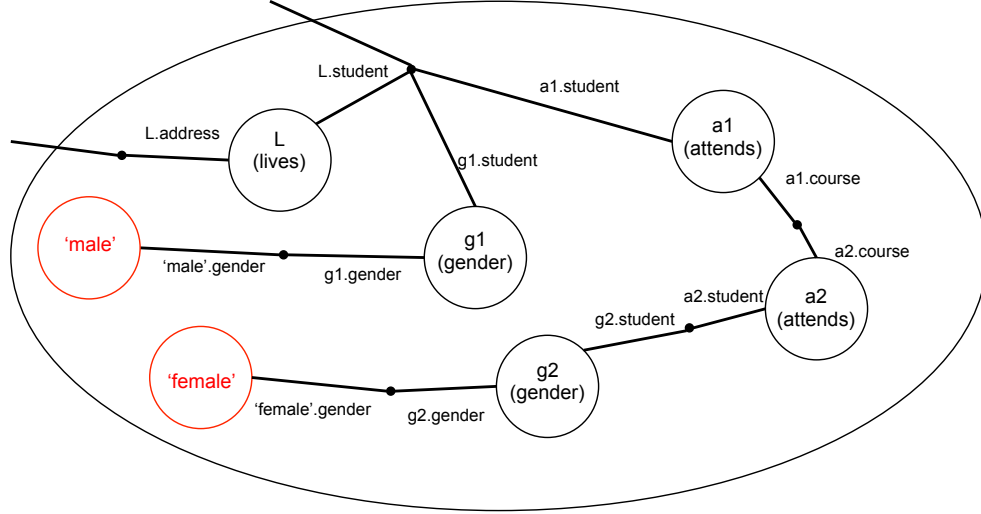 L.student
a1.student
L.address
L
(lives)
a1
(attends)
g1.student
a1.course
‘male’
g1
(gender)
a2.course
‘male’.gender
g1.gender
a2.student
a2
(attends)
g2.student
‘female’
g2
(gender)
‘female’.gender
g2.gender